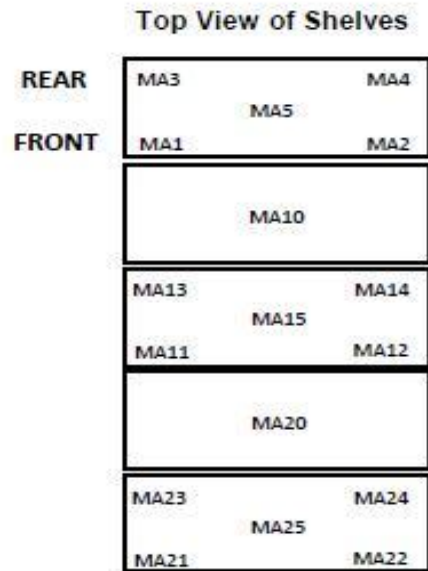 Top View of Shelves
REAR MA3 MA4
MA5
FRONT MA1 MA2
MA10
MA13 MA14
MA15
MA11 MA12
MA20
MA23 MA24
MA25
MA21 MA22